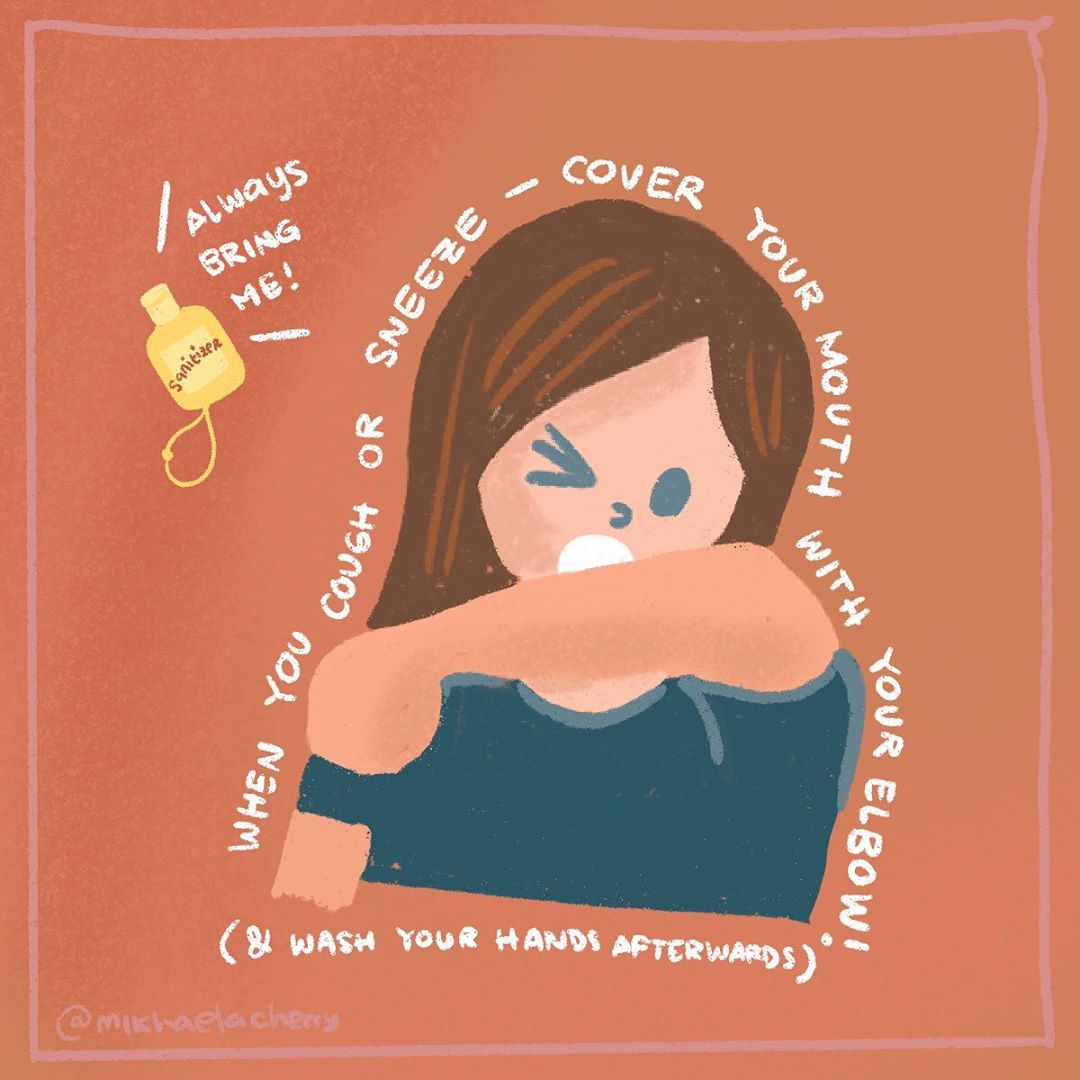 Always
BRING
ME!
Sanitizer
WHEN YOU COUGH OR SNEEZE - COVER YOUR MOUTH WITH YOUR ELBOW!
(& WASH YOUR HANDS AFTERWARDS)
@mikhaelacherry